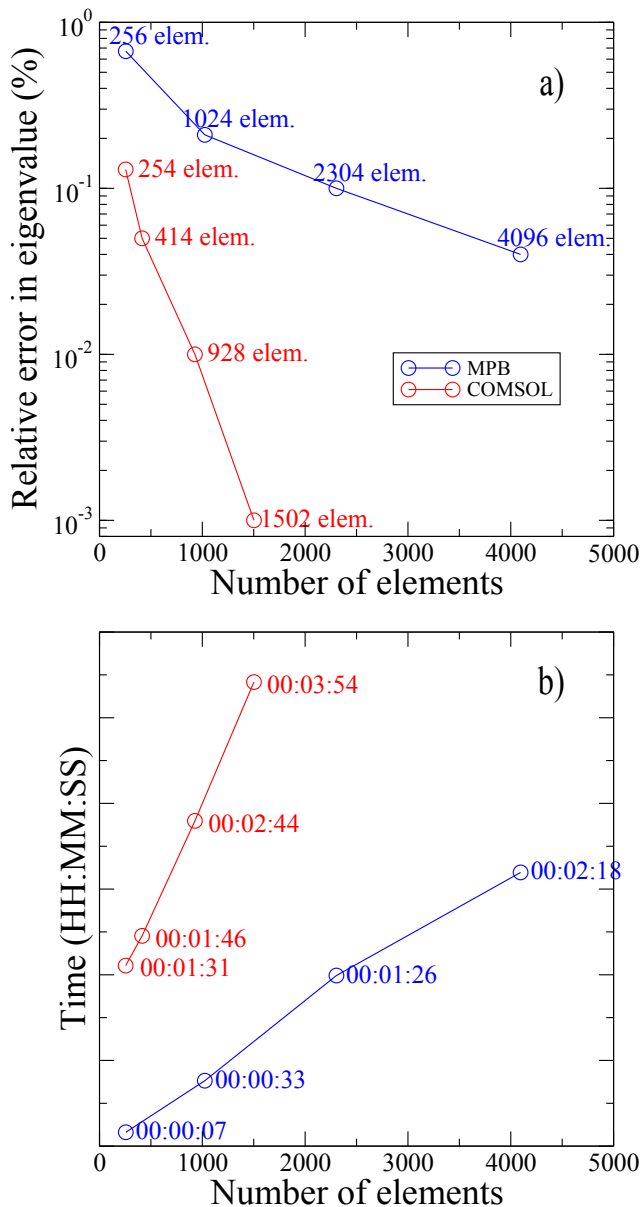 10^0
256 elem.
a)
1024 elem.
2304 elem.
10^-1
254 elem.
4096 elem.
414 elem.
10^-2
928 elem.
MPB
COMSOL
10^-3
1502 elem.
Relative error in eigenvalue (%)
0 1000 2000 3000 4000 5000
Number of elements
b)
00:03:54
00:02:44
00:02:18
00:01:46
00:01:31
00:01:26
00:00:33
00:00:07
Time (HH:MM:SS)
0 1000 2000 3000 4000 5000
Number of elements